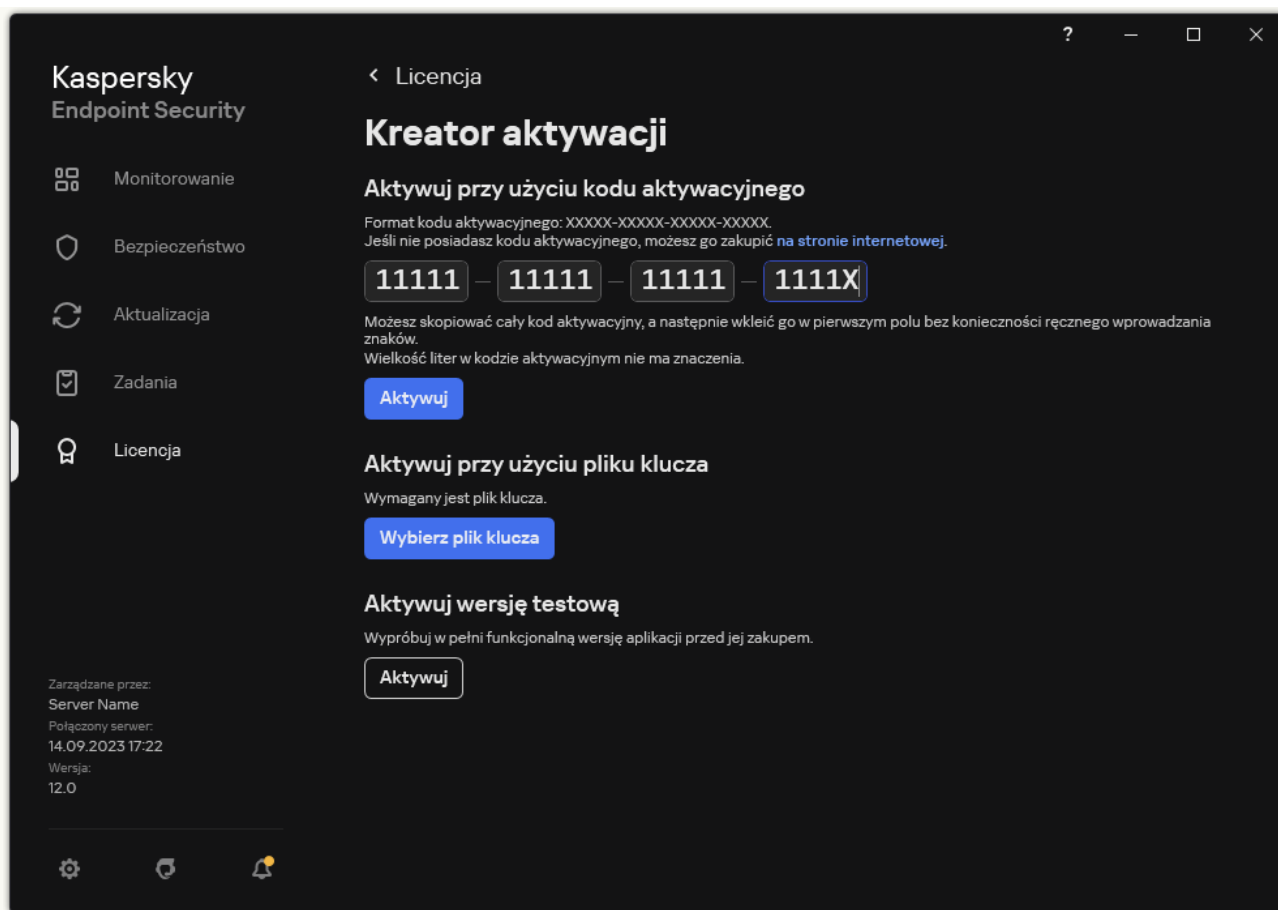 ?
Kaspersky
Endpoint Security
Monitorowanie
Bezpieczeństwo
Aktualizacja
Zadania
Licencja
Zarządzane przez:
Server Name
Połączony serwer:
14.09.2023 17:22
Wersja:
12.0
Licencja
Kreator aktywacji
Aktywuj przy użyciu kodu aktywacyjnego
Format kodu aktywacyjnego: XXXXX-XXXXX-XXXXX-XXXXX.
Jeśli nie posiadasz kodu aktywacyjnego, możesz go zakupić na stronie internetowej.
11111 — 11111 — 11111 — 1111X
Możesz skopiować cały kod aktywacyjny, a następnie wkleić go w pierwszym polu bez konieczności ręcznego wprowadzania
znaków.
Wielkość liter w kodzie aktywacyjnym nie ma znaczenia.
Aktywuj
Aktywuj przy użyciu pliku klucza
Wymagany jest plik klucza.
Wybierz plik klucza
Aktywuj wersję testową
Wypróbuj w pełni funkcjonalną wersję aplikacji przed jej zakupem.
Aktywuj